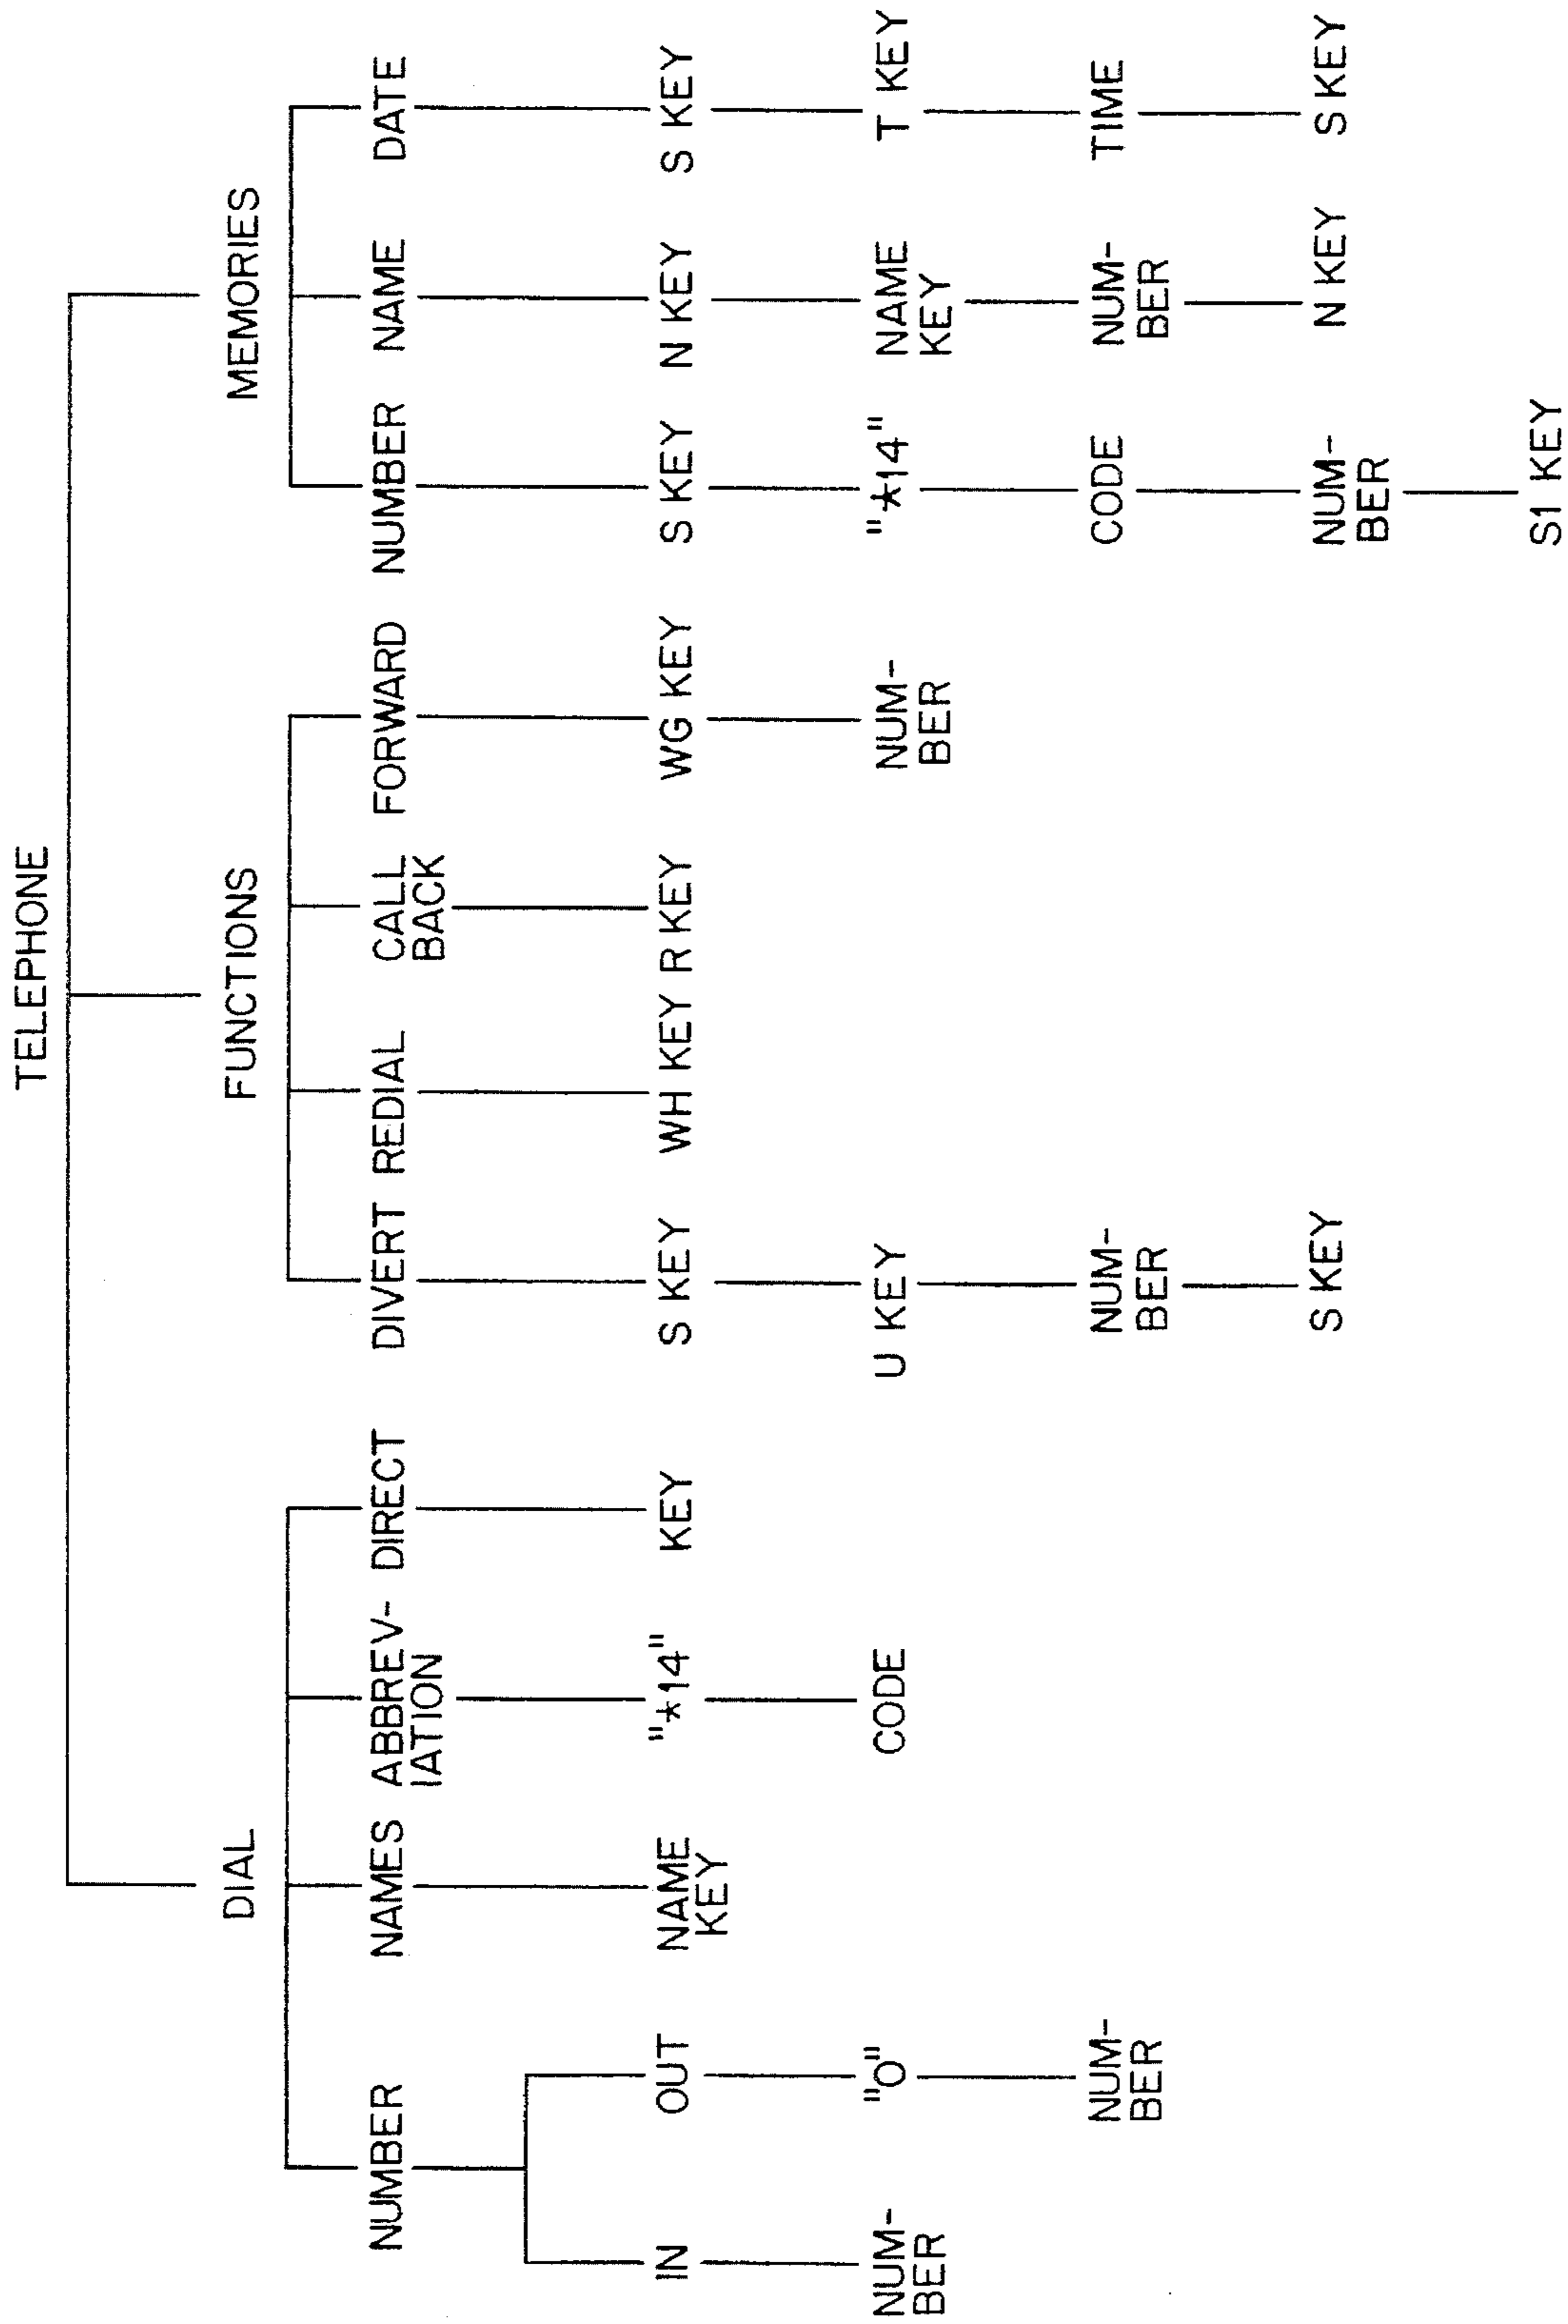 TELEPHONE
DIAL FUNCTIONS MEMORIES
NUMBER NAMES ABBREV- DIRECT DIVERT REDIAL CALL FORWARD NUMBER NAME DATE
IATION BACK
IN OUT NAME "*14" KEY S KEY WH KEY R KEY WG KEY S KEY N KEY S KEY
KEY
NUM- "O" CODE U KEY NUM- "*14" NAME T KEY
BER BER KEY
NUM- NUM- CODE NUM- TIME
BER BER BER
S KEY NUM- N KEY S KEY
BER
S1 KEY